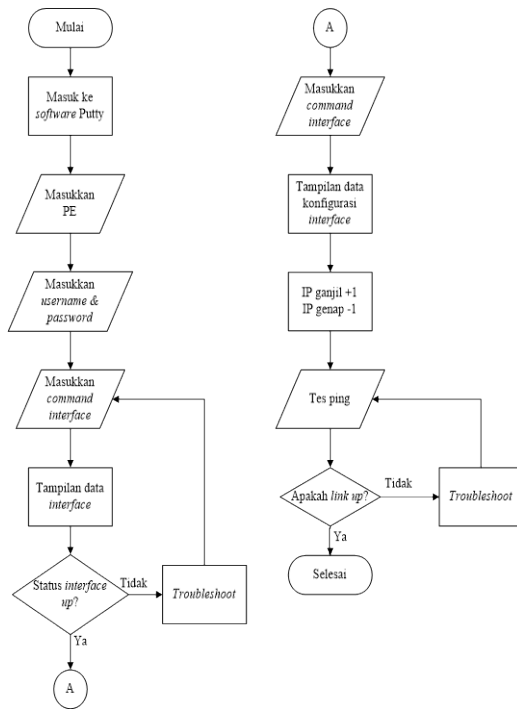 Mulai
Masuk ke
software Putty
Masukkan
PE
Masukkan
username &
password
Masukkan
command
interface
Tampilan data
interface
Status interface
up?
Tidak
Troubleshoot
Ya
A
A
Masukkan
command
interface
Tampilan data
konfigurasi
interface
IP ganjil +1
IP genap -1
Tes ping
Apakah link up?
Tidak
Troubleshoot
Ya
Selesai